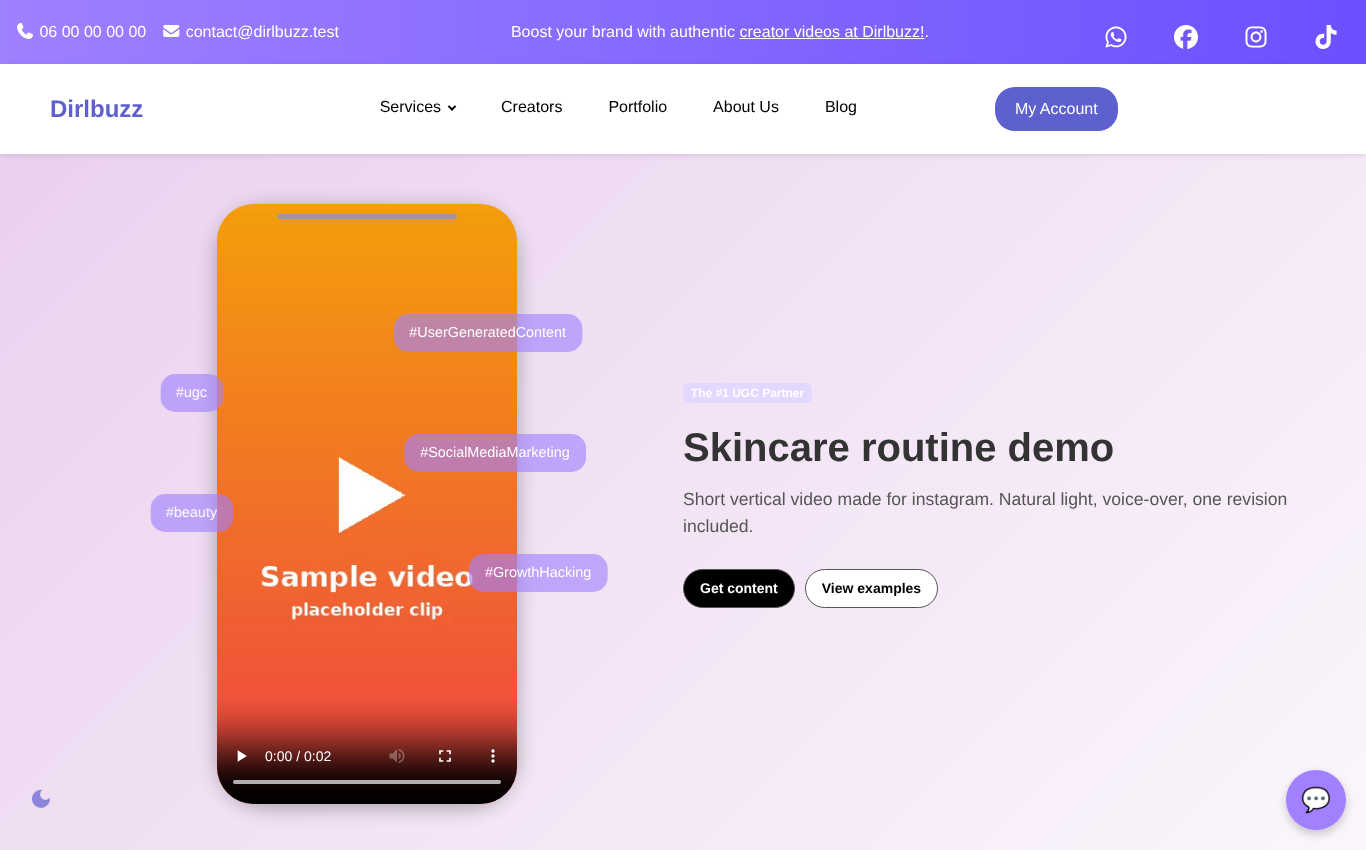 06 00 00 00 00 contact@dirlbuzz.test Boost your brand with authentic creator videos at Dirlbuzz!.
Dirlbuzz Services Creators Portfolio About Us Blog My Account
#UserGeneratedContent
#ugc
The #1 UGC Partner
Skincare routine demo
#SocialMediaMarketing
Short vertical video made for instagram. Natural light, voice-over, one revision
included.
#beauty
Sample video
#GrowthHacking
placeholder clip
Get content View examples
0:00 / 0:02